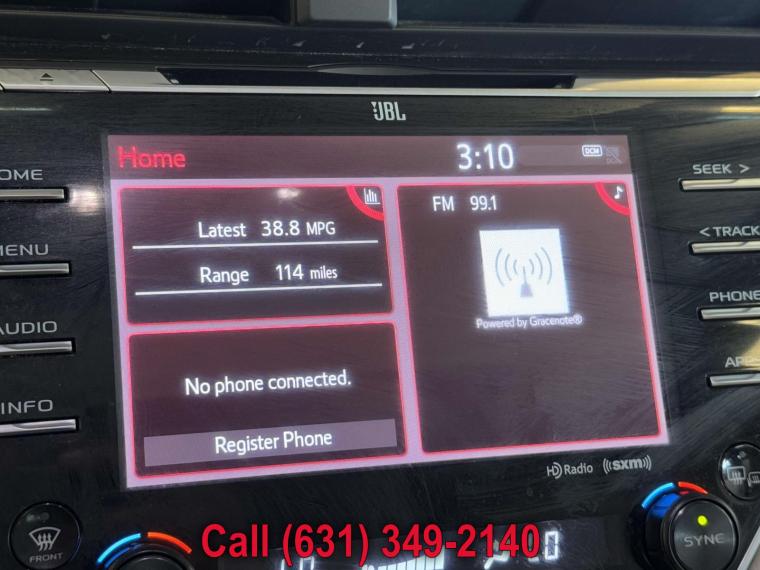 JBL
Home 3:10 DCM
OME
SEEK >
FM 99.1
Latest 38.8 MPG
< TRACK
MENU
Range 114 miles
PHONE
Powered by Gracenote®
AUDIO
No phone connected.
APP
INFO
Register Phone
HD Radio ((sxm))
SYNC
FRONT
Call (631) 349-2140